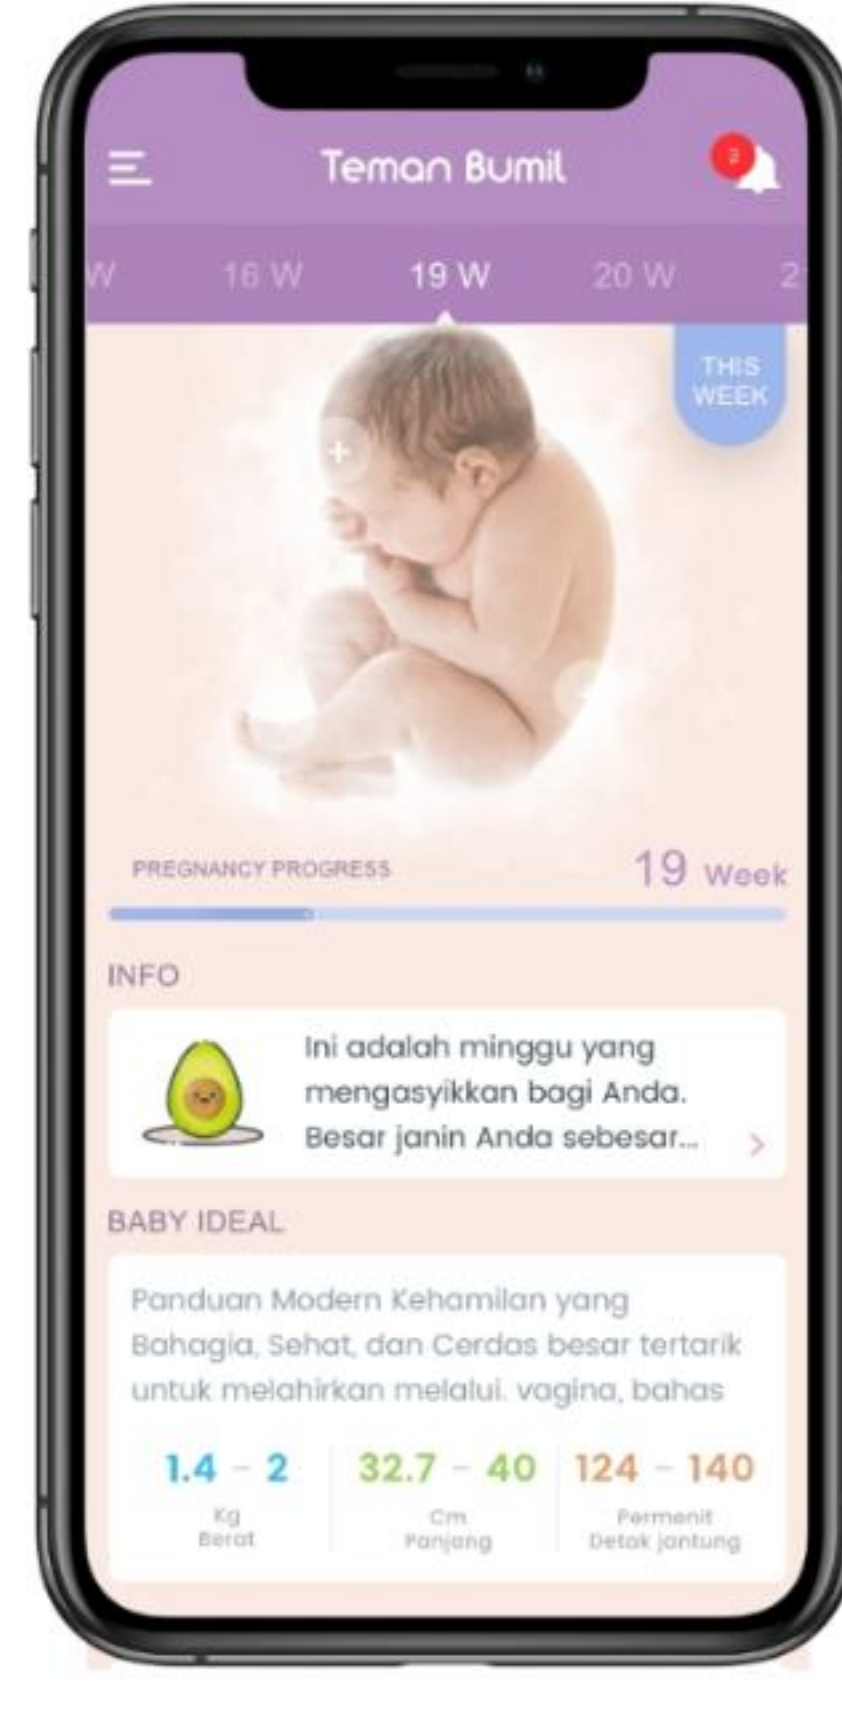 Teman Bumil
2
W 16 W 19 W 20 W 2
THIS
WEEK
PREGNANCY PROGRESS
19 Week
INFO
Ini adalah minggu yang
mengasyikkan bagi Anda.
Besar janin Anda sebesar...
BABY IDEAL
Panduan Modern Kehamilan yang
Bahagia, Sehat, dan Cerdas besar tertarik
untuk melahirkan melalui. vagina, bahas
1.4 - 2 32.7 - 40 124 - 140
Kg Cm Permenit
Berat Panjang Detak jantung